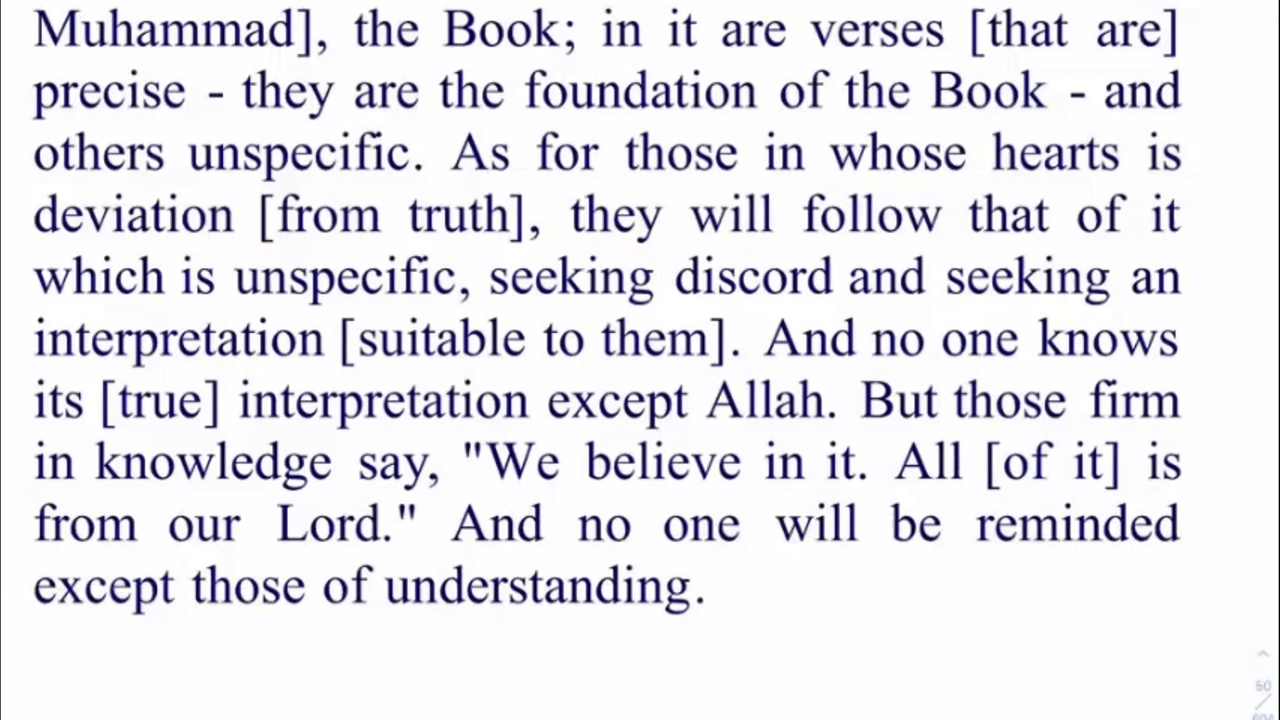 Muhammad], the Book; in it are verses [that are]
precise - they are the foundation of the Book - and
others unspecific. As for those in whose hearts is
deviation [from truth], they will follow that of it
which is unspecific, seeking discord and seeking an
interpretation [suitable to them]. And no one knows
its [true] interpretation except Allah. But those firm
in knowledge say, "We believe in it. All [of it] is
from our Lord." And no one will be reminded
except those of understanding.
50
/